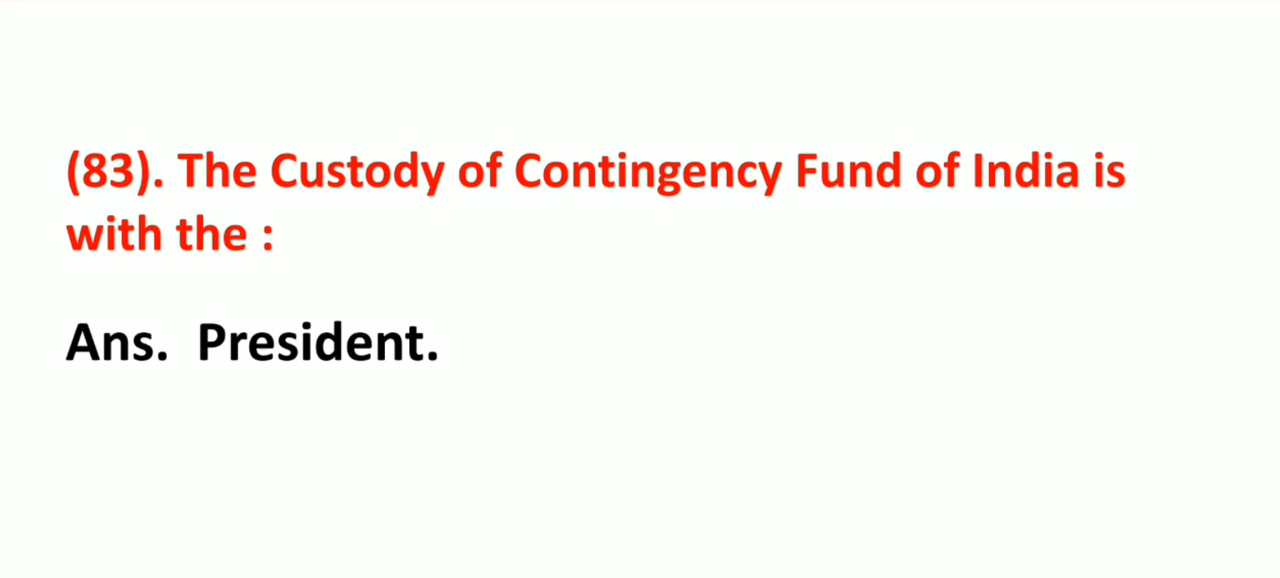 (83). The Custody of Contingency Fund of India is
with the :
Ans. President.